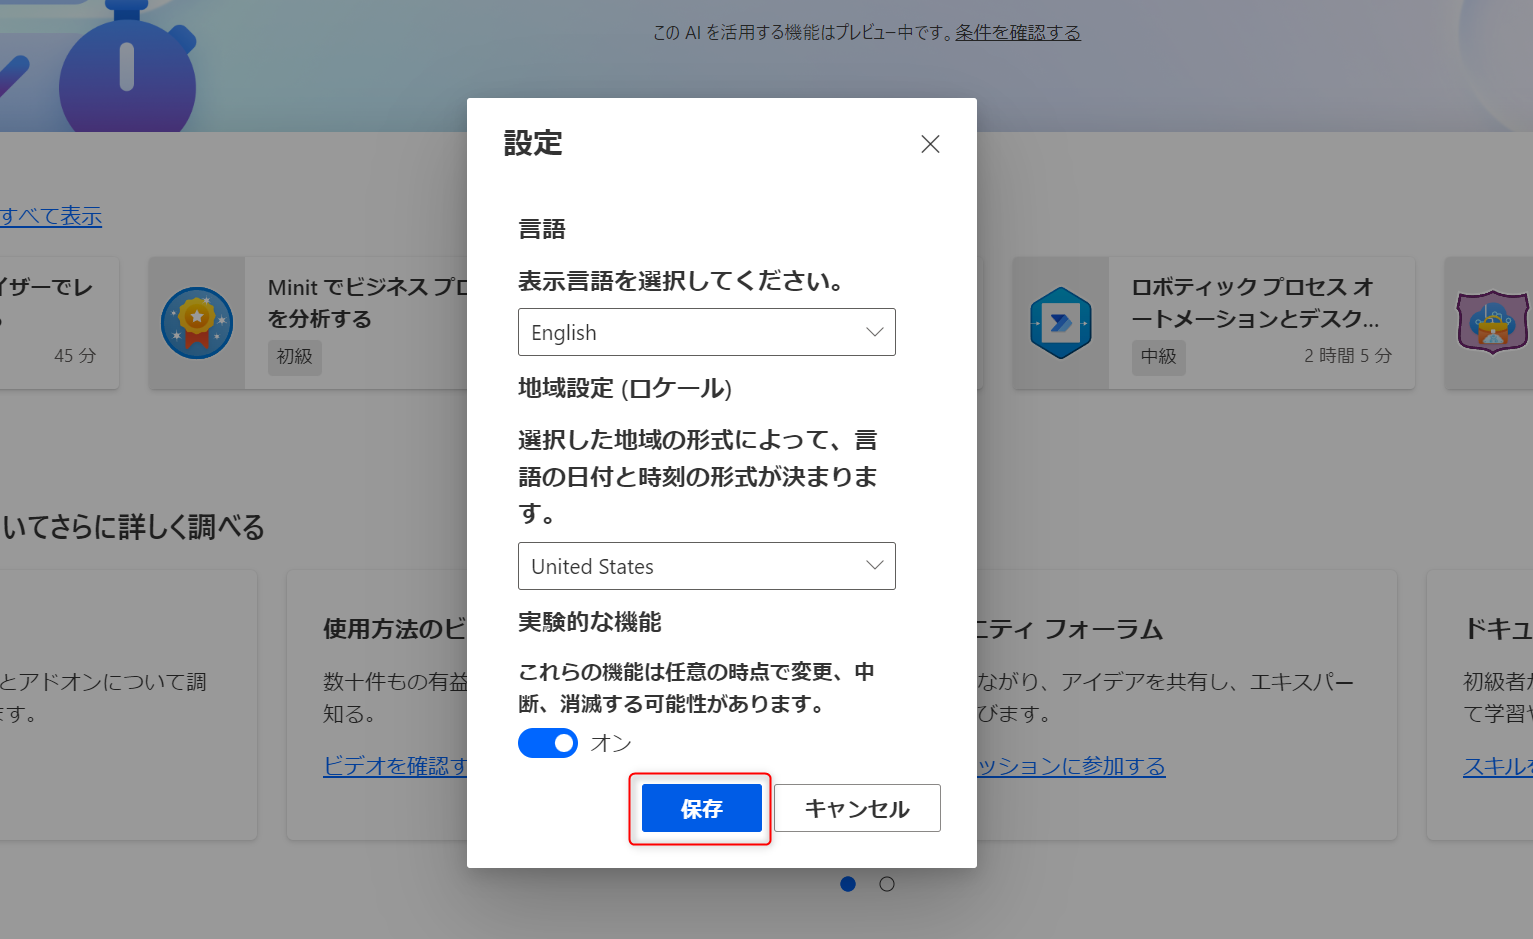 この AI を活用する機能はプレビュー中です。条件を確認する
設定
すべて表示
言語
表示言語を選択してください。
English
地域設定 (ロケール)
選択した地域の形式によって、言
語の日付と時刻の形式が決まりま
す。
United States
実験的な機能
これらの機能は任意の時点で変更、中
断、消滅する可能性があります。
オン
保存
キャンセル
イザーでレ
45 分
Minit でビジネス プロ
を分析する
初級
ロボティック プロセス オ
ートメーションとデスク...
中級
2 時間 5 分
いてさらに詳しく調べる
とアドオンについて調
ます。
使用方法のビ
数十件もの有益
知る。
ビデオを確認す
ニティ フォーラム
ながり、アイデアを共有し、エキスパー
びます。
ッションに参加する
ドキュ
初級者か
て学習や
スキルを